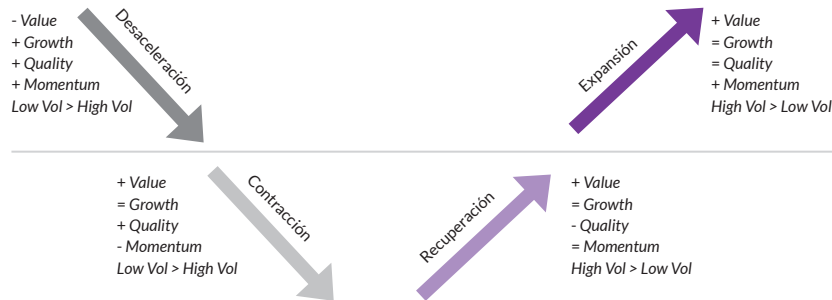 - Value
+ Growth
+ Quality
+ Momentum
Low Vol > High Vol
Desaceleración
Expansión
+ Value
= Growth
= Quality
+ Momentum
High Vol > Low Vol
+ Value
= Growth
+ Quality
- Momentum
Low Vol > High Vol
Contracción
Recuperación
+ Value
= Growth
- Quality
= Momentum
High Vol > Low Vol